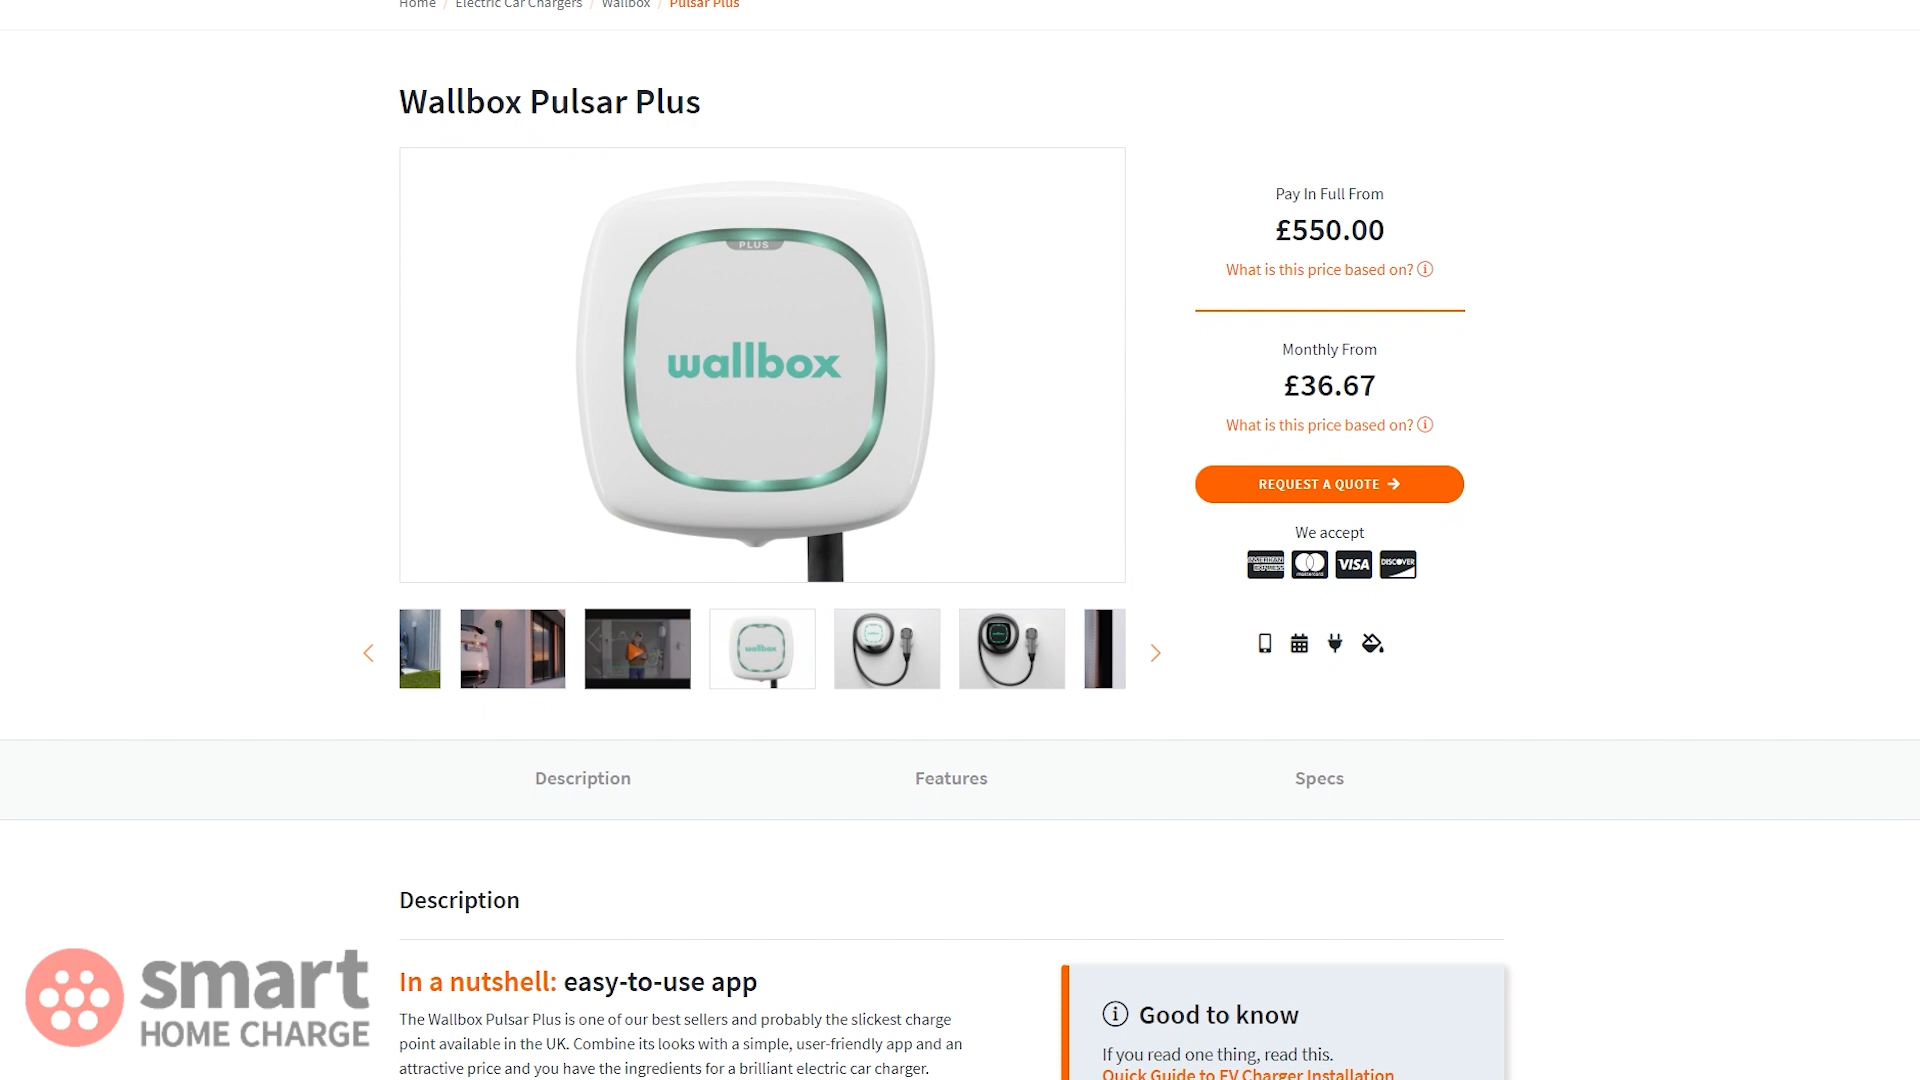 Home / Electric Car Chargers / Wallbox / Pulsar Plus
Wallbox Pulsar Plus
PLUS
wallbox
Pay In Full From
£550.00
What is this price based on?
Monthly From
£36.67
What is this price based on?
REQUEST A QUOTE
We accept
AMERICAN EXPRESS
mastercard
VISA
DISCOVER
wallbox
Description
Features
Specs
Description
In a nutshell: easy-to-use app
The Wallbox Pulsar Plus is one of our best sellers and probably the slickest charge
point available in the UK. Combine its looks with a simple, user-friendly app and an
attractive price and you have the ingredients for a brilliant electric car charger.
Good to know
If you read one thing, read this.
Quick Guide to EV Charger Installation
smart
HOME CHARGE